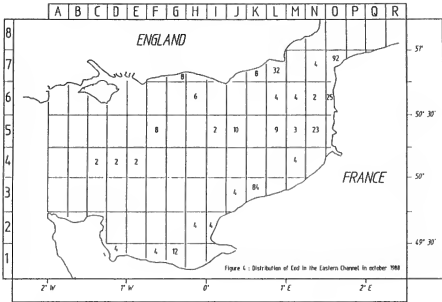 A B C D E F G H I J K L M N O P Q R
8
ENGLAND
7 8 8 32 4 92 51'
6 6 4 4 2 25 50° 30'
5 8 2 10 9 3 23
4 2 2 2 4
FRANCE
3 4 84 50'
2 4 4
49° 30'
1 4 4 12
Figure 4 : Distribution of Cod in the Eastern Channel in october 1988
2° W 1° W 0° 1° E 2° E